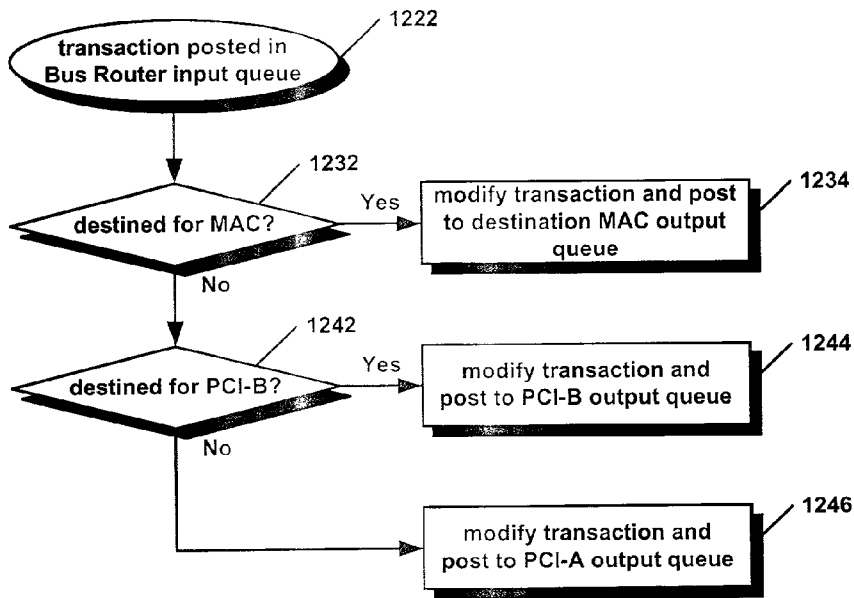 1222
transaction posted in
Bus Router input queue
1232
destined for MAC?
Yes
modify transaction and post
to destination MAC output
queue
1234
No
1242
destined for PCI-B?
Yes
modify transaction and
post to PCI-B output queue
1244
No
modify transaction and
post to PCI-A output queue
1246